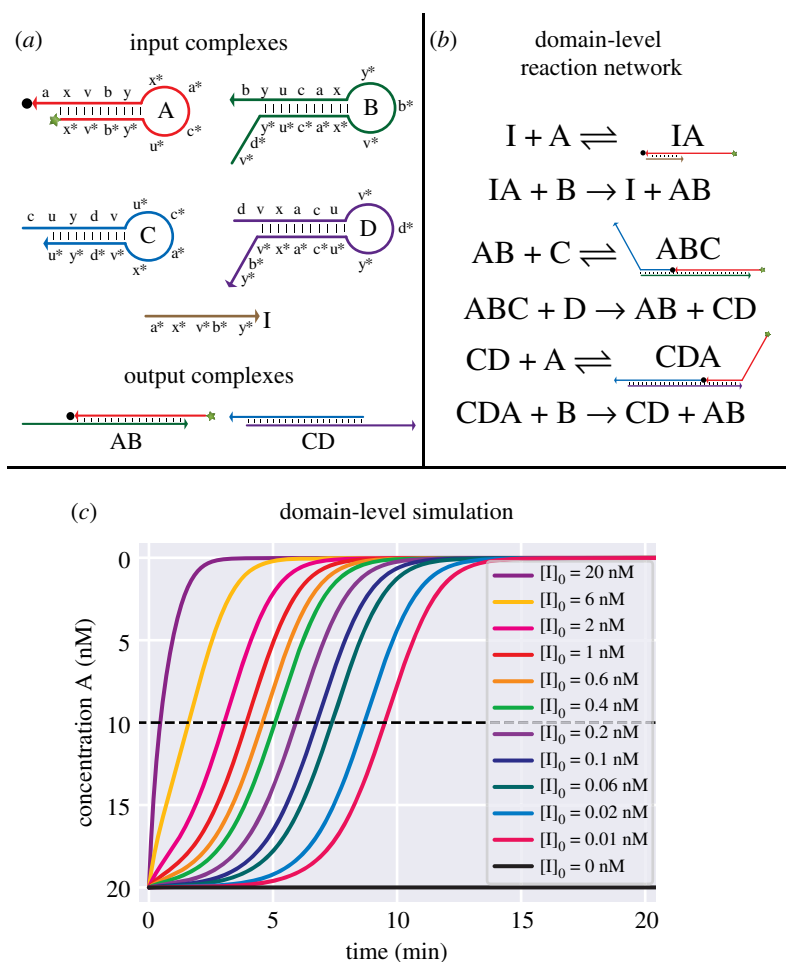 (a) input complexes
a x v b y x* a*
A
x* v* b* y* u* c*
b y u c a x y* b*
B
y* u* c* a* x* v*
d*
v*
c u y d v u* c*
C
u* y* d* v* a*
x*
d v x a c u v* d*
D
v* x* a* c* u* y*
b*
y*
I
a* x* v* b* y*
output complexes
AB CD
(b) domain-level
reaction network
I + A ⇌ IA
IA + B → I + AB
AB + C ⇌ ABC
ABC + D → AB + CD
CD + A ⇌ CDA
CDA + B → CD + AB
(c) domain-level simulation
concentration A (nM)
0
5
10
15
20
[I]0 = 20 nM
[I]0 = 6 nM
[I]0 = 2 nM
[I]0 = 1 nM
[I]0 = 0.6 nM
[I]0 = 0.4 nM
[I]0 = 0.2 nM
[I]0 = 0.1 nM
[I]0 = 0.06 nM
[I]0 = 0.02 nM
[I]0 = 0.01 nM
[I]0 = 0 nM
0 5 10 15 20
time (min)